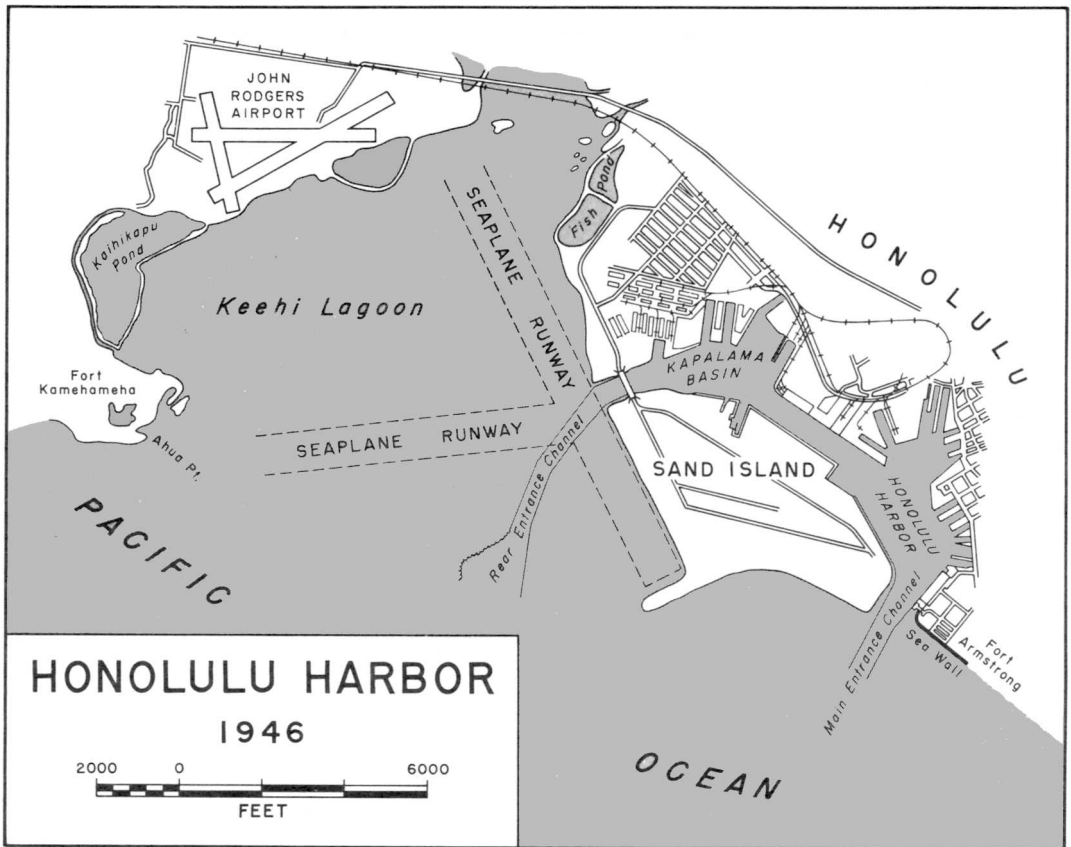 JOHN
RODGERS
AIRPORT
HONOLULU
Fish Pond
SEAPLANE RUNWAY
Kaihikapu
Pond
Keehi Lagoon
KAPALAMA
BASIN
Fort
Kamehameha
Ahua Pt.
SEAPLANE RUNWAY
Rear Entrance Channel
SAND ISLAND
HONOLULU
HARBOR
PACIFIC
Main Entrance Channel
Sea Wall
Fort
Armstrong
OCEAN
HONOLULU HARBOR
1946
2000 0 6000
FEET